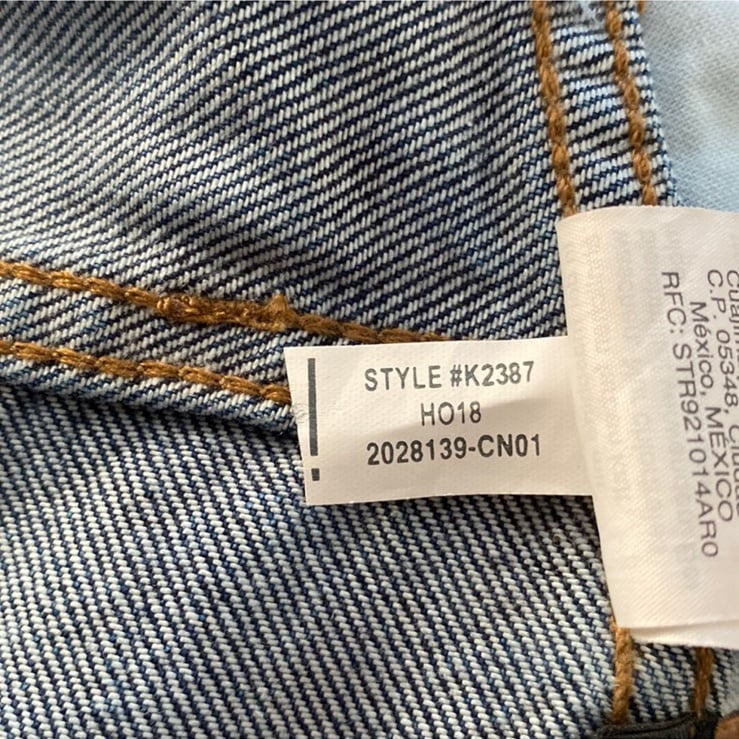 STYLE #K2387
HO18
2028139-CN01
C.P. 05348,
México, MÉXICO
RFC: STR921014AR0